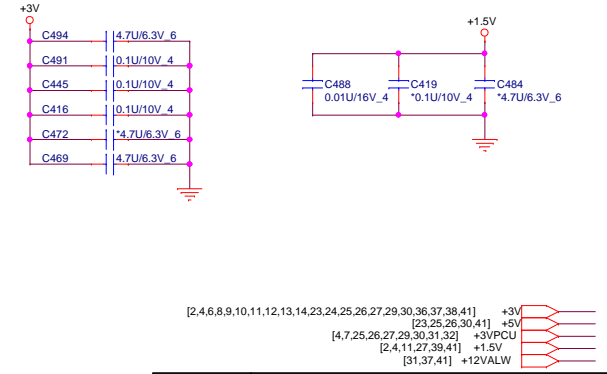 +3V
C494 4.7U/6.3V_6
C491 0.1U/10V_4
C445 0.1U/10V_4
C416 0.1U/10V_4
C472 *4.7U/6.3V_6
C469 4.7U/6.3V_6
+1.5V
C488 C419 C484
0.01U/16V_4 *0.1U/10V_4 *4.7U/6.3V_6
[2,4,6,8,9,10,11,12,13,14,23,24,25,26,27,29,30,36,37,38,41] +3V
[23,25,26,30,41] +5V
[4,7,25,26,27,29,30,31,32] +3VPCU
[2,4,11,27,39,41] +1.5V
[31,37,41] +12VALW